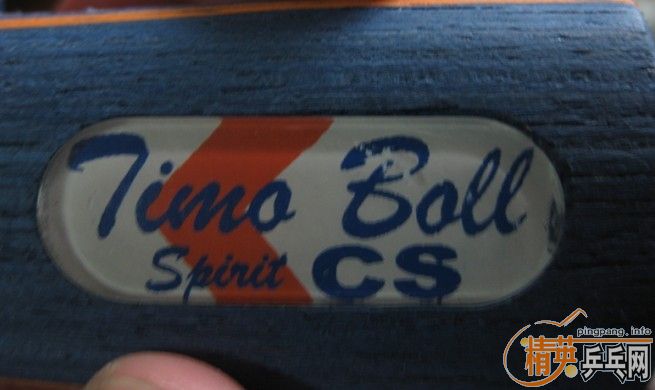 Timo Boll
Spirit CS
pingpang.info
精英乒乓网